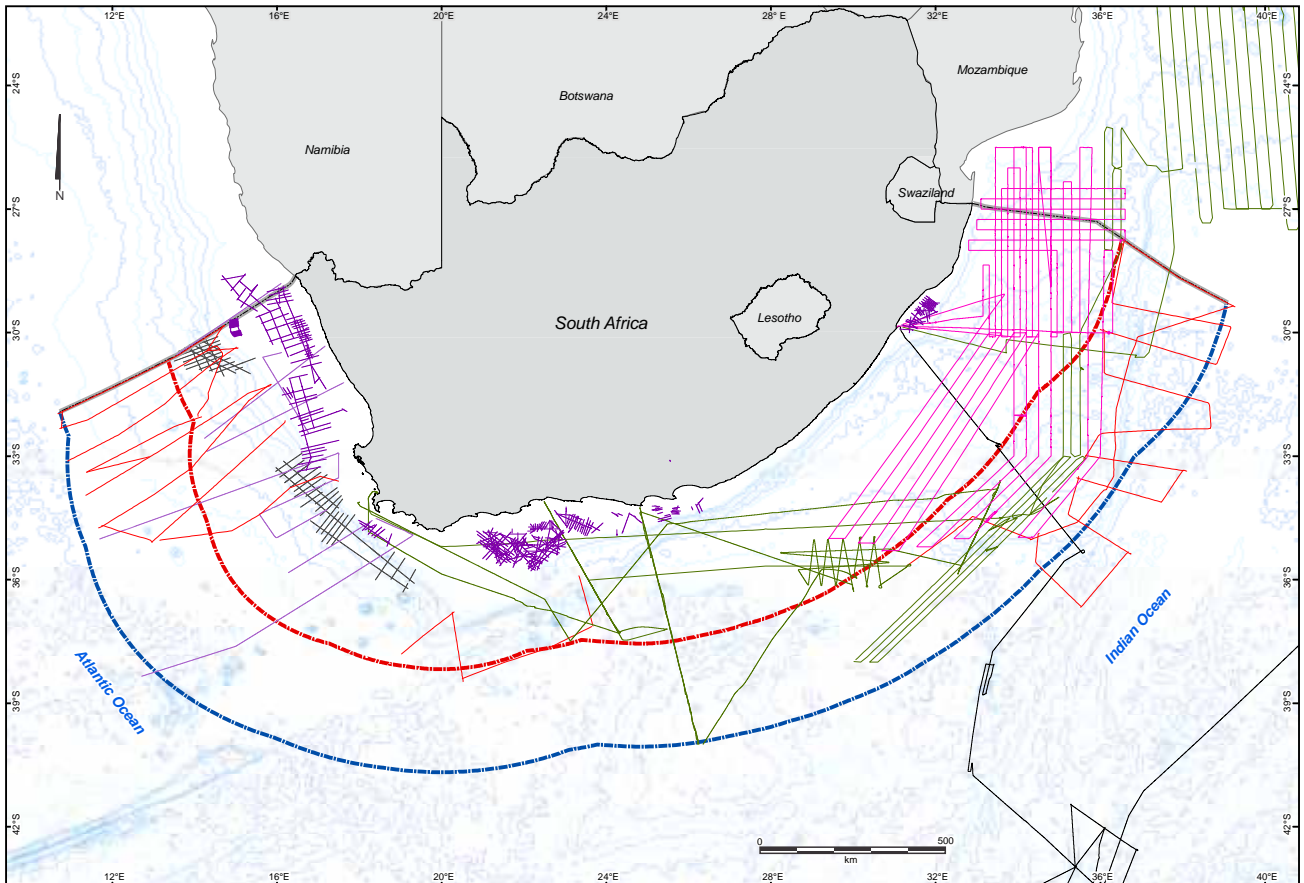 12°E 16°E 20°E 24°E 28°E 32°E 36°E 40°E
24°S 24°S
Mozambique
Botswana
Namibia
N
Swaziland
27°S 27°S
30°S 30°S
South Africa
Lesotho
33°S 33°S
36°S 36°S
Indian Ocean
Atlantic Ocean
39°S 39°S
42°S 42°S
0 500
km
12°E 16°E 20°E 24°E 28°E 32°E 36°E 40°E